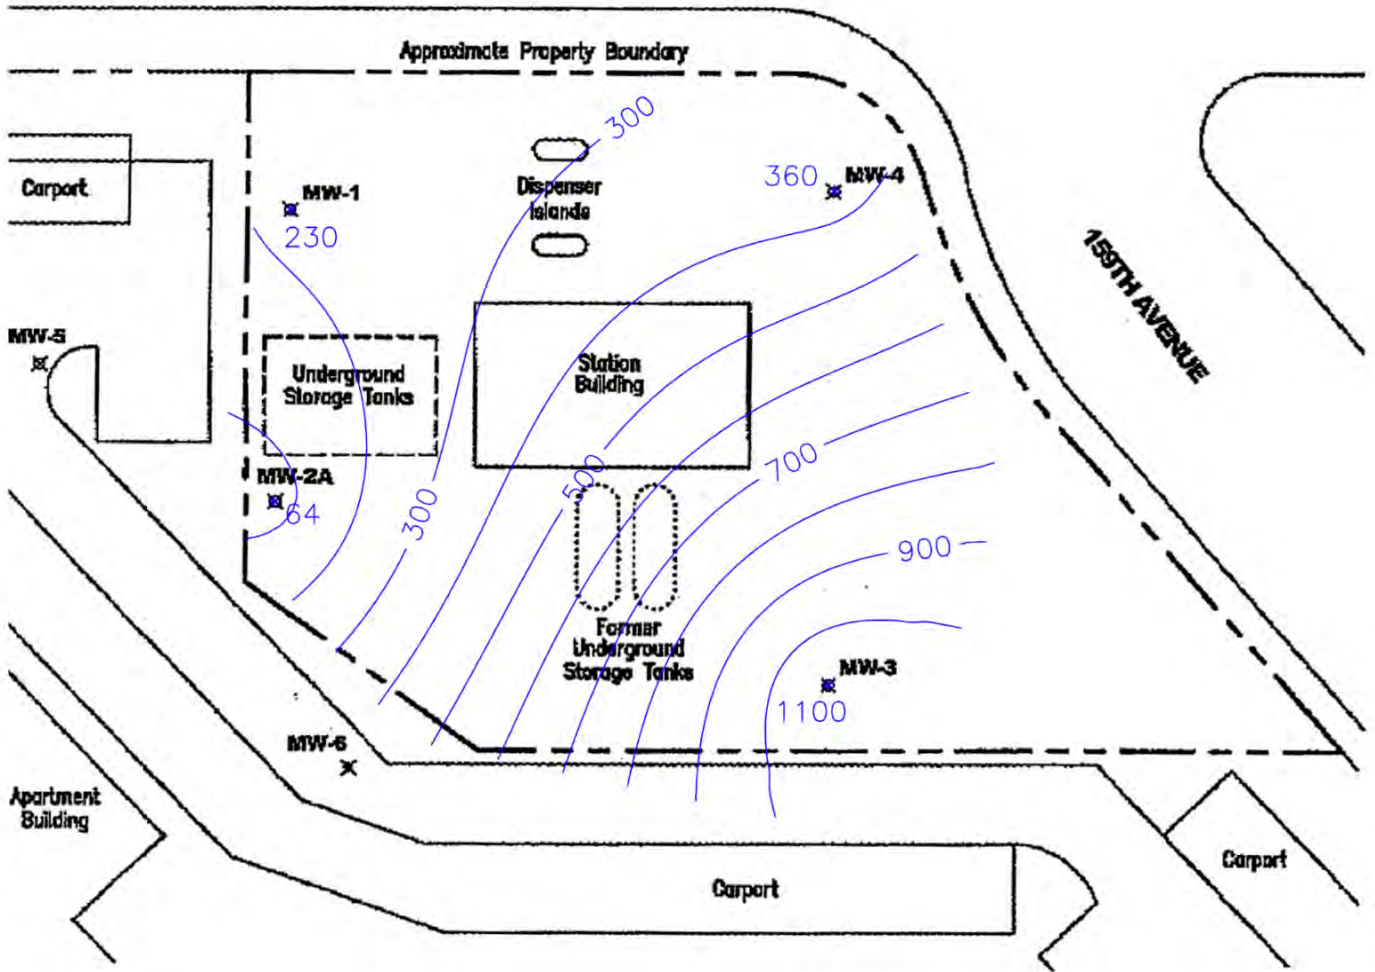 Approximate Property Boundary
300
Carport
MW-1
230
Dispenser
Islands
360
MW-4
159TH AVENUE
MW-5
Underground
Storage Tanks
Station
Building
MW-2A
64
300
500
700
900
Former
Underground
Storage Tanks
MW-3
1100
MW-6
Apartment
Building
Carport
Carport